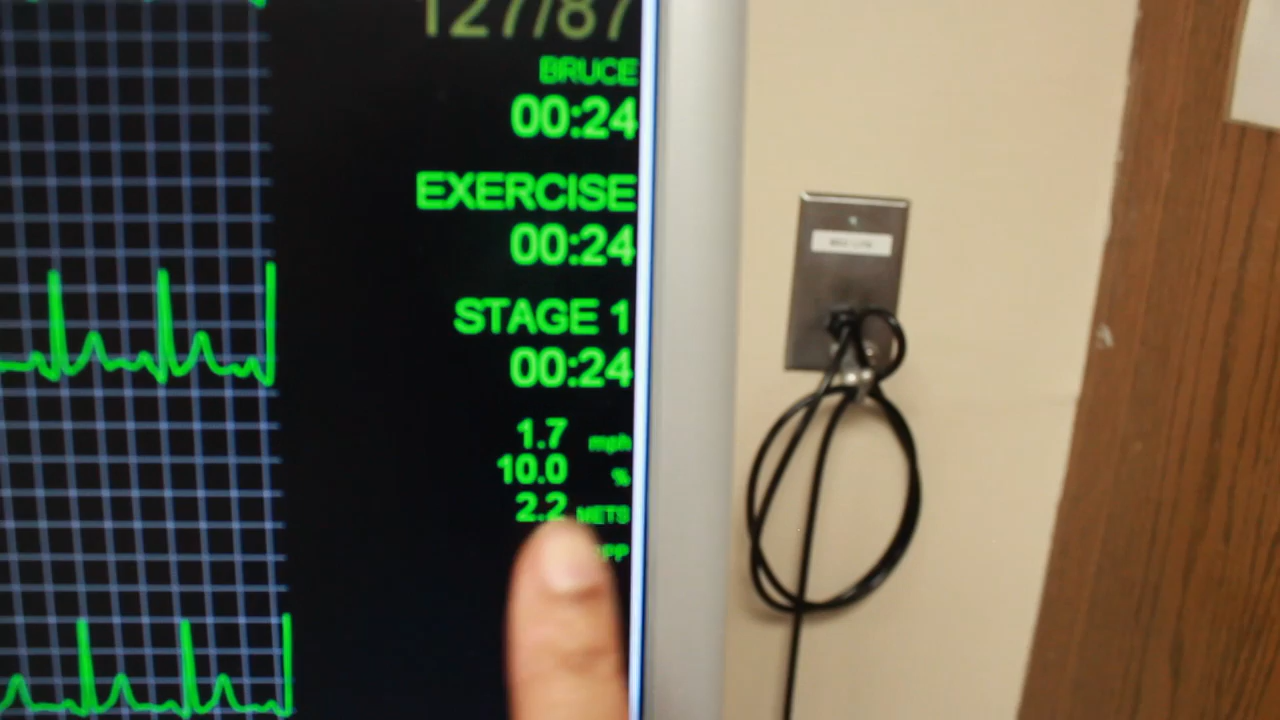 127/87
BRUCE
00:24
EXERCISE
00:24
STAGE 1
00:24
1.7 mph
10.0 %
2.2 METS